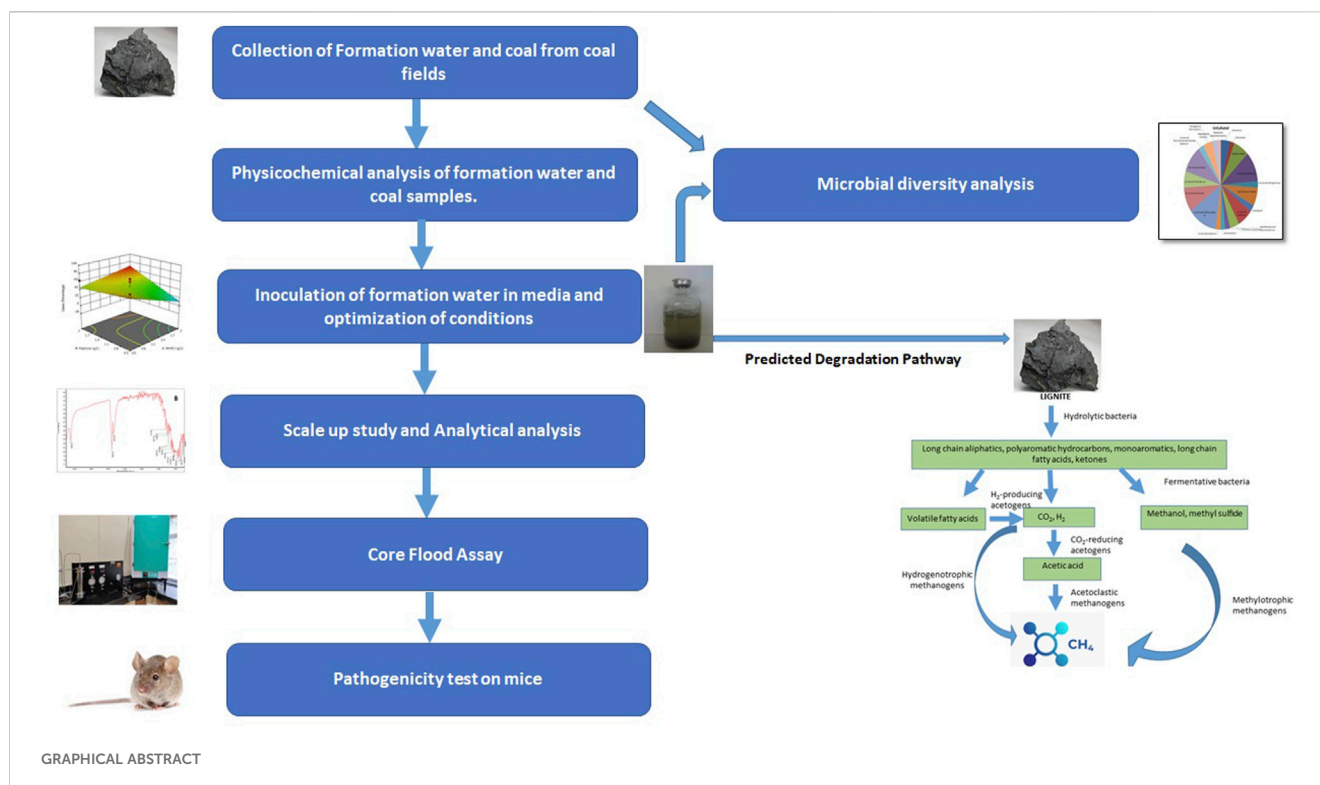 Collection of Formation water and coal from coal
fields
Physicochemical analysis of formation water and
coal samples.
Microbial diversity analysis
Inoculation of formation water in media and
optimization of conditions
Predicted Degradation Pathway
LIGNITE
Hydrolytic bacteria
Long chain aliphatics, polyaromatic hydrocarbons, monoaromatics, long chain
fatty acids, ketones
Fermentative bacteria
H₂-producing
acetogens
Volatile fatty acids
CO₂, H₂
Methanol, methyl sulfide
CO₂-reducing
acetogens
Acetic acid
Hydrogenotrophic
methanogens
Acetoclastic
methanogens
Methylotrophic
methanogens
CH₄
Scale up study and Analytical analysis
Core Flood Assay
Pathogenicity test on mice
GRAPHICAL ABSTRACT